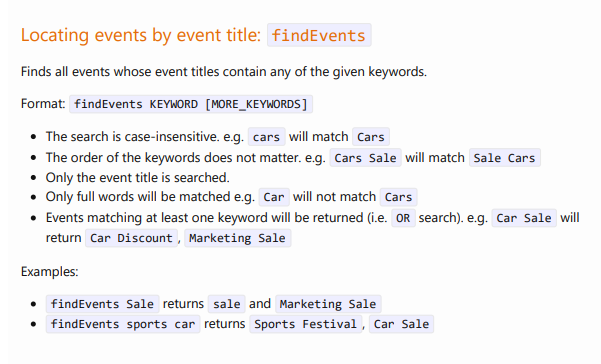 Locating events by event title: findEvents
Finds all events whose event titles contain any of the given keywords.
Format: findEvents KEYWORD [MORE_KEYWORDS]
• The search is case-insensitive. e.g. cars will match Cars
• The order of the keywords does not matter. e.g. Cars Sale will match Sale Cars
• Only the event title is searched.
• Only full words will be matched e.g. Car will not match Cars
• Events matching at least one keyword will be returned (i.e. OR search). e.g. Car Sale will
return Car Discount, Marketing Sale
Examples:
• findEvents Sale returns sale and Marketing Sale
• findEvents sports car returns Sports Festival, Car Sale